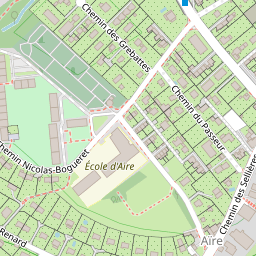 Chemin des Grebattes
Chemin du Passeur
Chemin Nicolas-Bogueret
École d'Aire
Chemin des Sellières
Aire
Renard